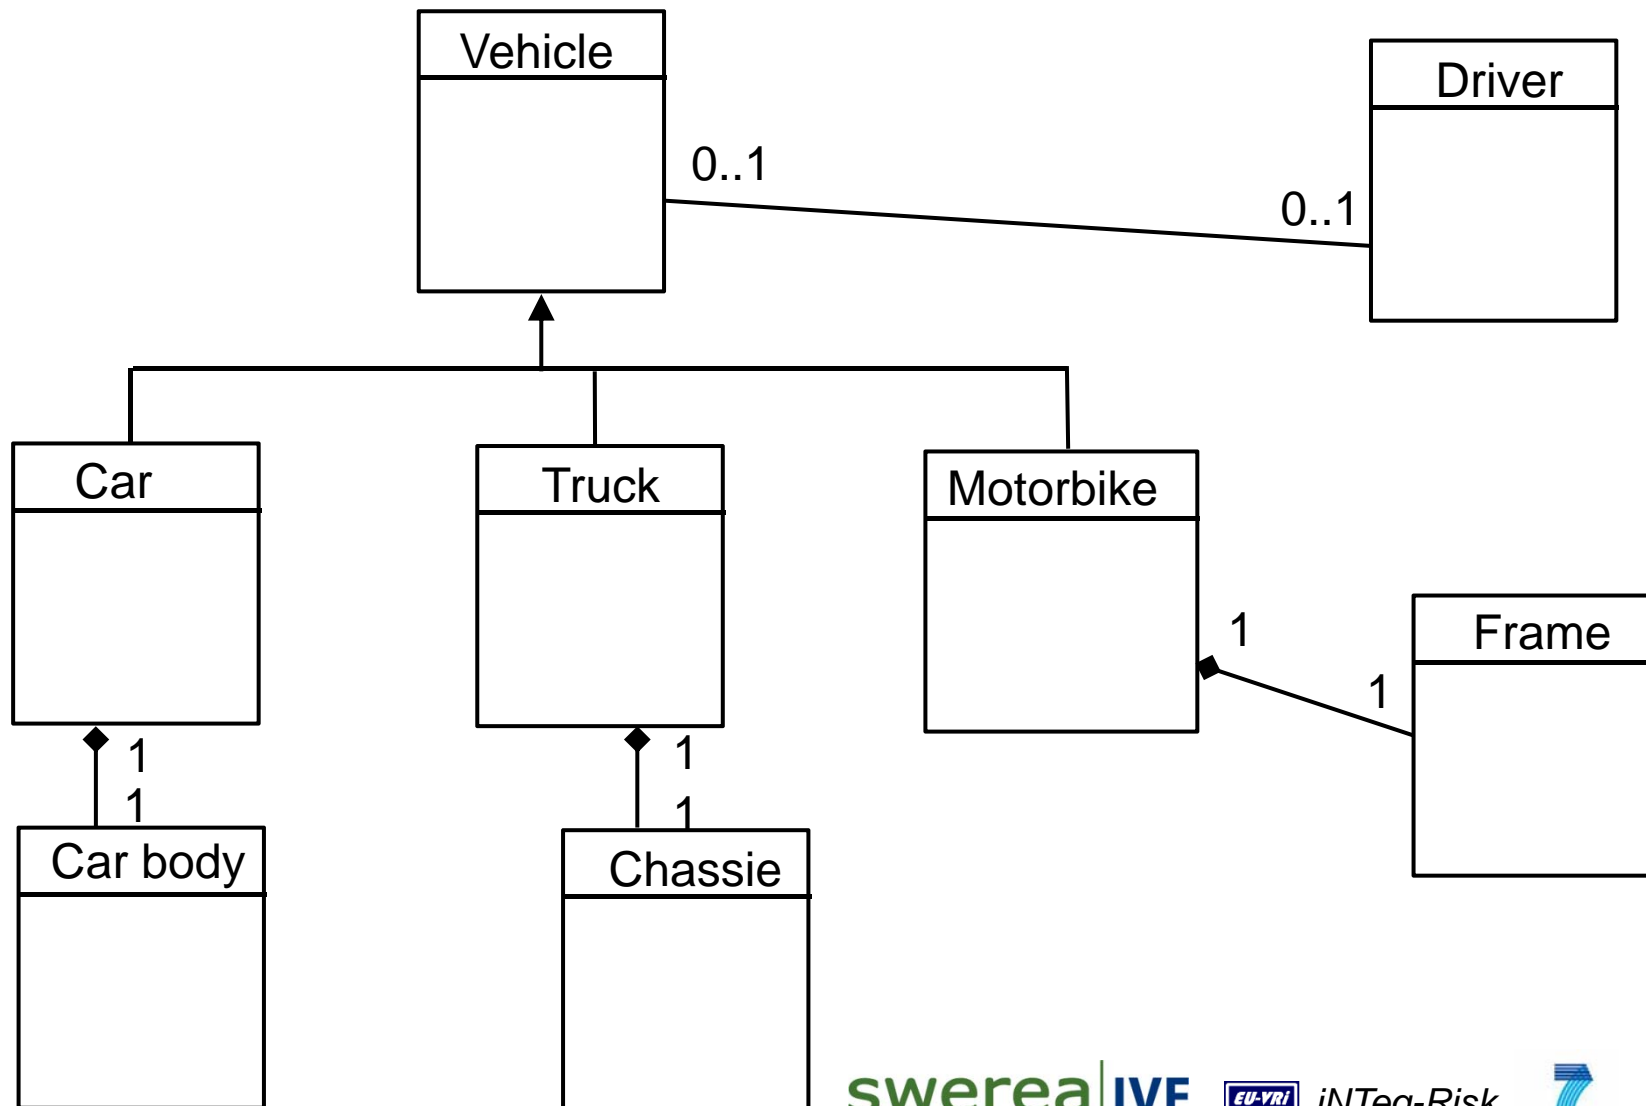 Vehicle
Driver
0..1
0..1
Car
Truck
Motorbike
1
Frame
1
1
1
1
1
Car body
Chassie
swerea IVF
EU-VRi
iNTeg-Risk
7